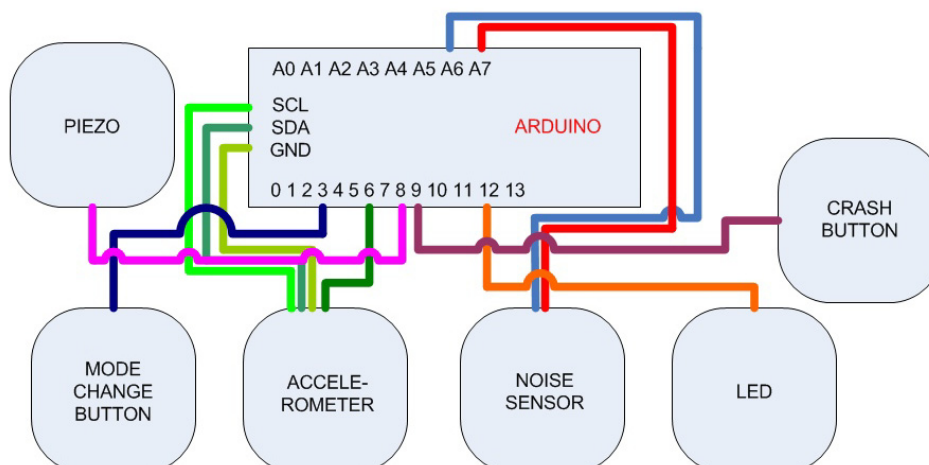 A0 A1 A2 A3 A4 A5 A6 A7
SCL
SDA
GND
ARDUINO
0 1 2 3 4 5 6 7 8 9 10 11 12 13
PIEZO
CRASH
BUTTON
MODE
CHANGE
BUTTON
ACCELE-
ROMETER
NOISE
SENSOR
LED